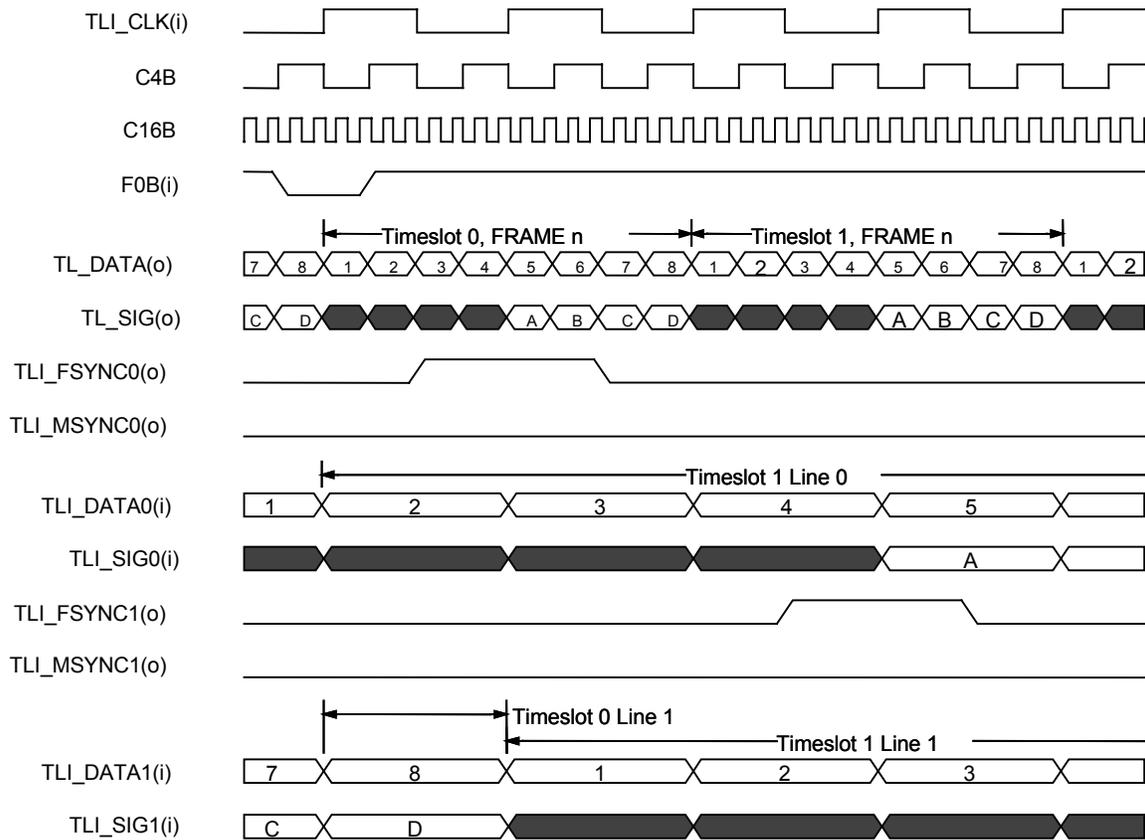 TLI_CLK(i)
C4B
C16B
F0B(i)
Timeslot 0, FRAME n Timeslot 1, FRAME n
TL_DATA(o) 7 8 1 2 3 4 5 6 7 8 1 2 3 4 5 6 7 8 1 2
TL_SIG(o) C D A B C D A B C D
TLI_FSYNC0(o)
TLI_MSYNC0(o)
Timeslot 1 Line 0
TLI_DATA0(i) 1 2 3 4 5
TLI_SIG0(i) A
TLI_FSYNC1(o)
TLI_MSYNC1(o)
Timeslot 0 Line 1
Timeslot 1 Line 1
TLI_DATA1(i) 7 8 1 2 3
TLI_SIG1(i) C D